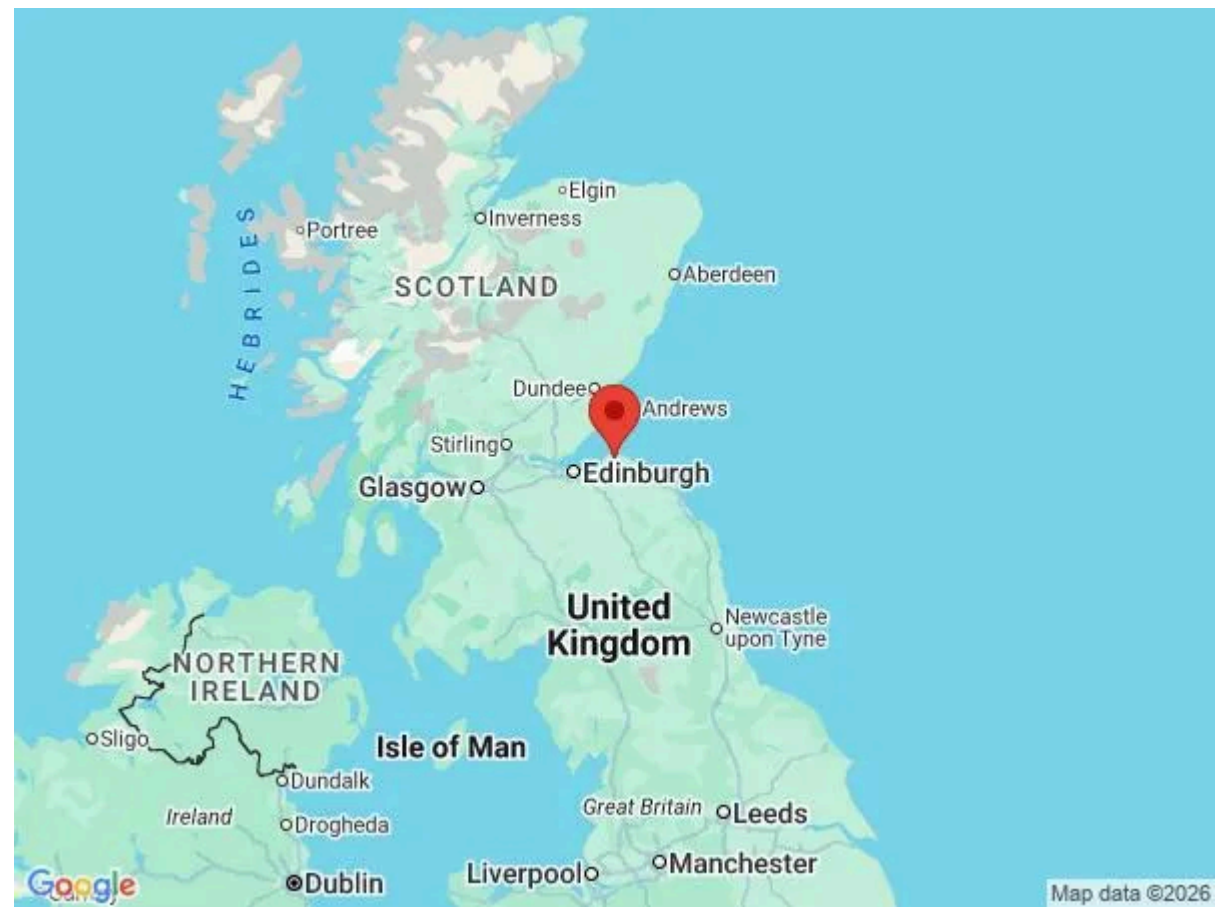 Elgin
Inverness
Portree
HEBRIDES
Aberdeen
SCOTLAND
Dundee
Andrews
Stirling
Edinburgh
Glasgow
United
Kingdom
Newcastle
upon Tyne
NORTHERN
IRELAND
Sligo
Isle of Man
Dundalk
Ireland
Great Britain
Leeds
Drogheda
Manchester
Liverpool
Dublin
Google
Map data ©2026